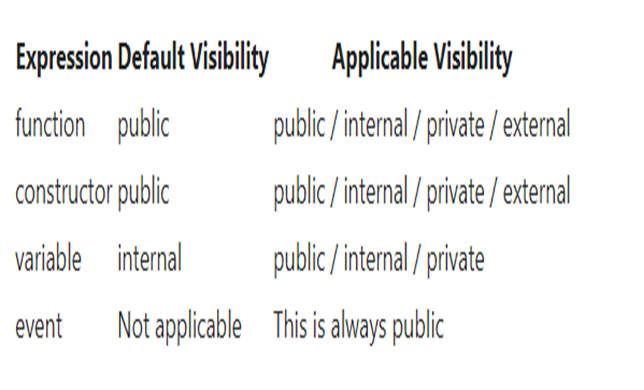 Expression Default Visibility Applicable Visibility
function public public / internal / private / external
constructor public public / internal / private / external
variable internal public / internal / private
event Not applicable This is always public